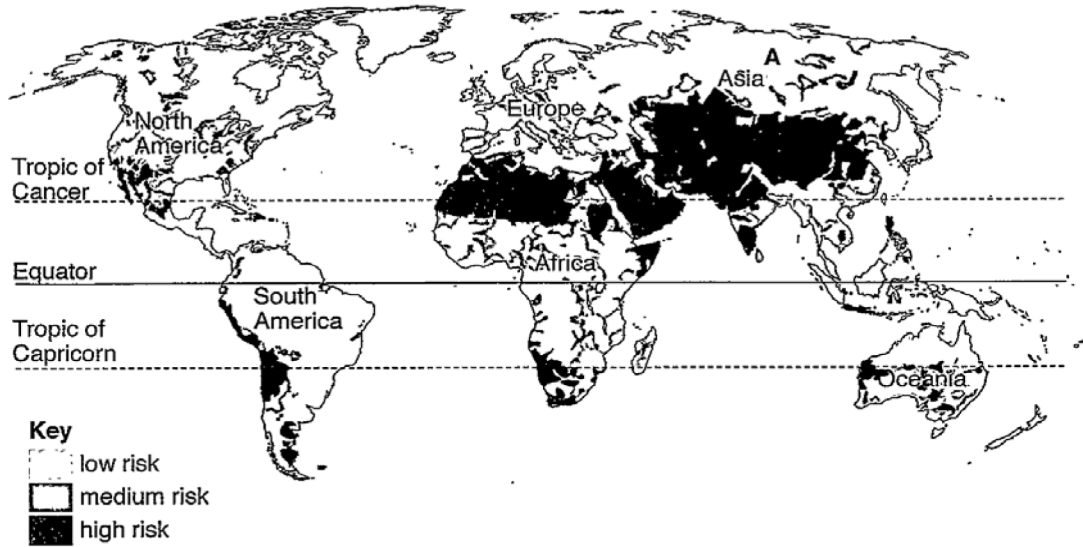 A
Asia
Europe
North
America
Tropic of
Cancer
Africa
Equator
South
America
Tropic of
Capricorn
Oceania
Key
low risk
medium risk
high risk